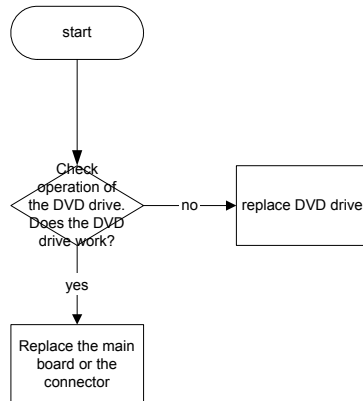 start
Check
operation of
the DVD drive.
Does the DVD
drive work?
no
replace DVD drive
yes
Replace the main
board or the
connector